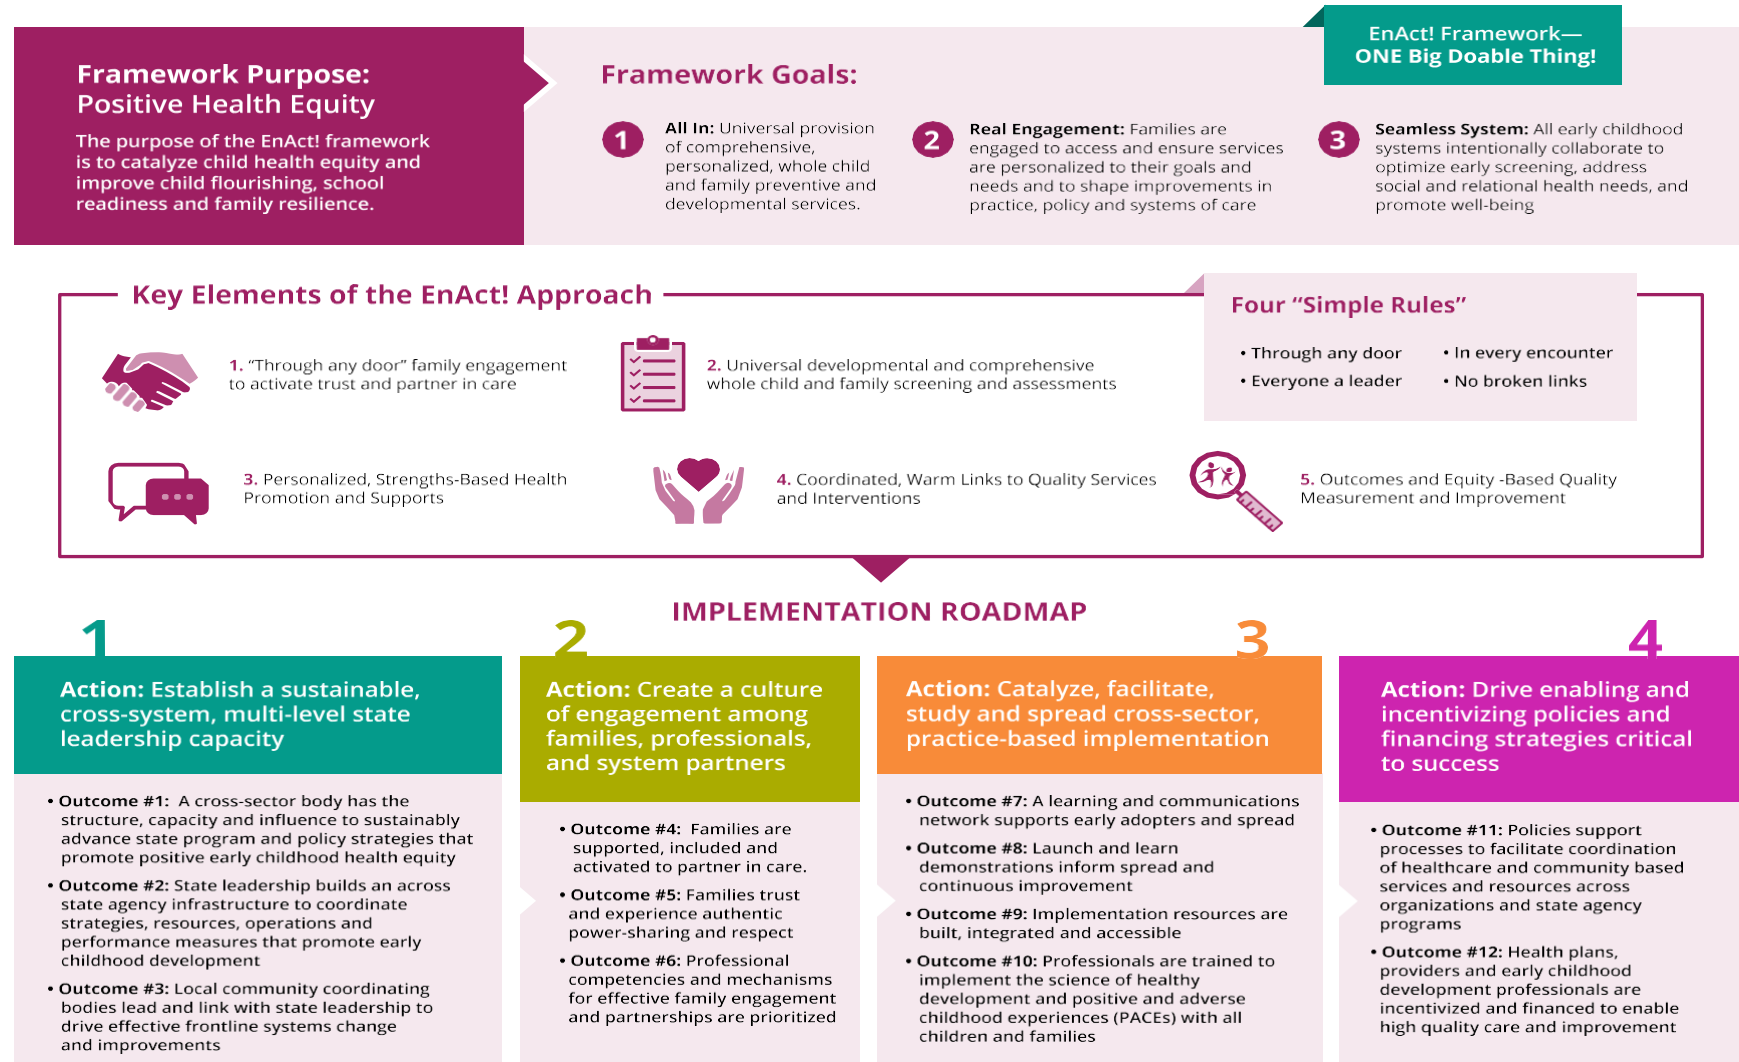 EnAct! Framework—
ONE Big Doable Thing!
Framework Purpose:
Positive Health Equity
The purpose of the EnAct! framework
is to catalyze child health equity and
improve child flourishing, school
readiness and family resilience.
Framework Goals:
1
All In: Universal provision
of comprehensive,
personalized, whole child
and family preventive and
developmental services.
2
Real Engagement: Families are
engaged to access and ensure services
are personalized to their goals and
needs and to shape improvements in
practice, policy and systems of care
3
Seamless System: All early childhood
systems intentionally collaborate to
optimize early screening, address
social and relational health needs, and
promote well-being
Key Elements of the EnAct! Approach
1. “Through any door” family engagement
to activate trust and partner in care
2. Universal developmental and comprehensive
whole child and family screening and assessments
Four “Simple Rules”
• Through any door
• Everyone a leader
• In every encounter
• No broken links
3. Personalized, Strengths-Based Health
Promotion and Supports
4. Coordinated, Warm Links to Quality Services
and Interventions
5. Outcomes and Equity -Based Quality
Measurement and Improvement
IMPLEMENTATION ROADMAP
1
Action: Establish a sustainable,
cross-system, multi-level state
leadership capacity
• Outcome #1: A cross-sector body has the
structure, capacity and influence to sustainably
advance state program and policy strategies that
promote positive early childhood health equity
• Outcome #2: State leadership builds an across
state agency infrastructure to coordinate
strategies, resources, operations and
performance measures that promote early
childhood development
• Outcome #3: Local community coordinating
bodies lead and link with state leadership to
drive effective frontline systems change
and improvements
2
Action: Create a culture
of engagement among
families, professionals,
and system partners
• Outcome #4: Families are
supported, included and
activated to partner in care.
• Outcome #5: Families trust
and experience authentic
power-sharing and respect
• Outcome #6: Professional
competencies and mechanisms
for effective family engagement
and partnerships are prioritized
3
Action: Catalyze, facilitate,
study and spread cross-sector,
practice-based implementation
• Outcome #7: A learning and communications
network supports early adopters and spread
• Outcome #8: Launch and learn
demonstrations inform spread and
continuous improvement
• Outcome #9: Implementation resources are
built, integrated and accessible
• Outcome #10: Professionals are trained to
implement the science of healthy
development and positive and adverse
childhood experiences (PACEs) with all
children and families
4
Action: Drive enabling and
incentivizing policies and
financing strategies critical
to success
• Outcome #11: Policies support
processes to facilitate coordination
of healthcare and community based
services and resources across
organizations and state agency
programs
• Outcome #12: Health plans,
providers and early childhood
development professionals are
incentivized and financed to enable
high quality care and improvement